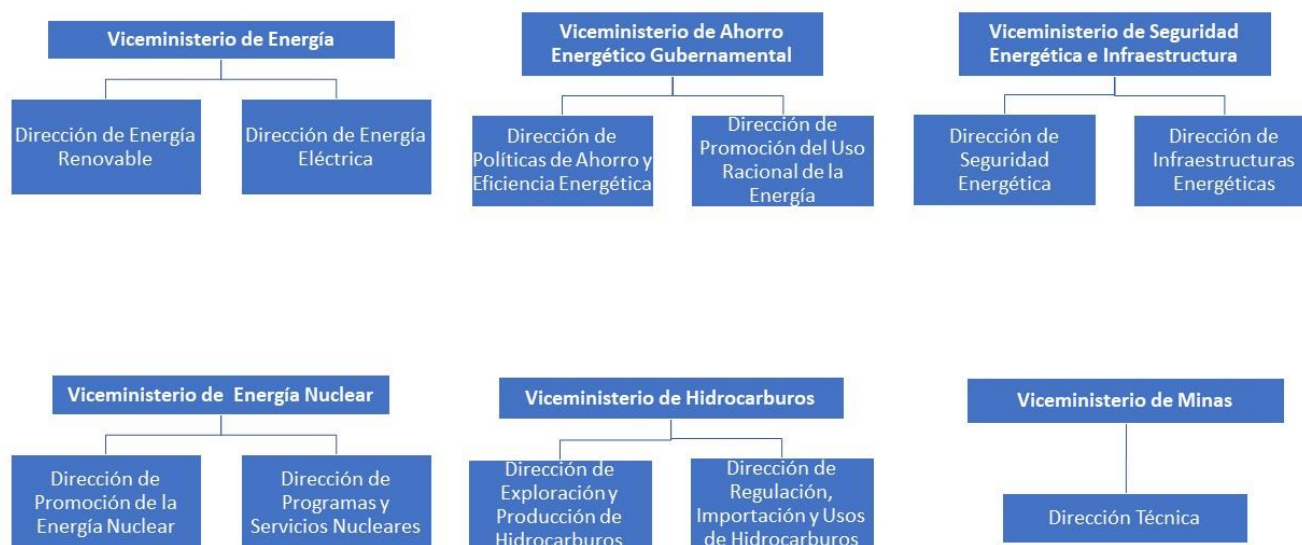 Viceministerio de Energía
Dirección de Energía
Renovable
Dirección de Energía
Eléctrica
Viceministerio de Ahorro
Energético Gubernamental
Dirección de
Políticas de Ahorro y
Eficiencia Energética
Dirección de
Promoción del Uso
Racional de la
Energía
Viceministerio de Seguridad
Energética e Infraestructura
Dirección de
Seguridad
Energética
Dirección de
Infraestructuras
Energéticas
Viceministerio de Energía Nuclear
Dirección de
Promoción de la
Energía Nuclear
Dirección de
Programas y
Servicios Nucleares
Viceministerio de Hidrocarburos
Dirección de
Exploración y
Producción de
Hidrocarburos
Dirección de
Regulación,
Importación y Usos
de Hidrocarburos
Viceministerio de Minas
Dirección Técnica